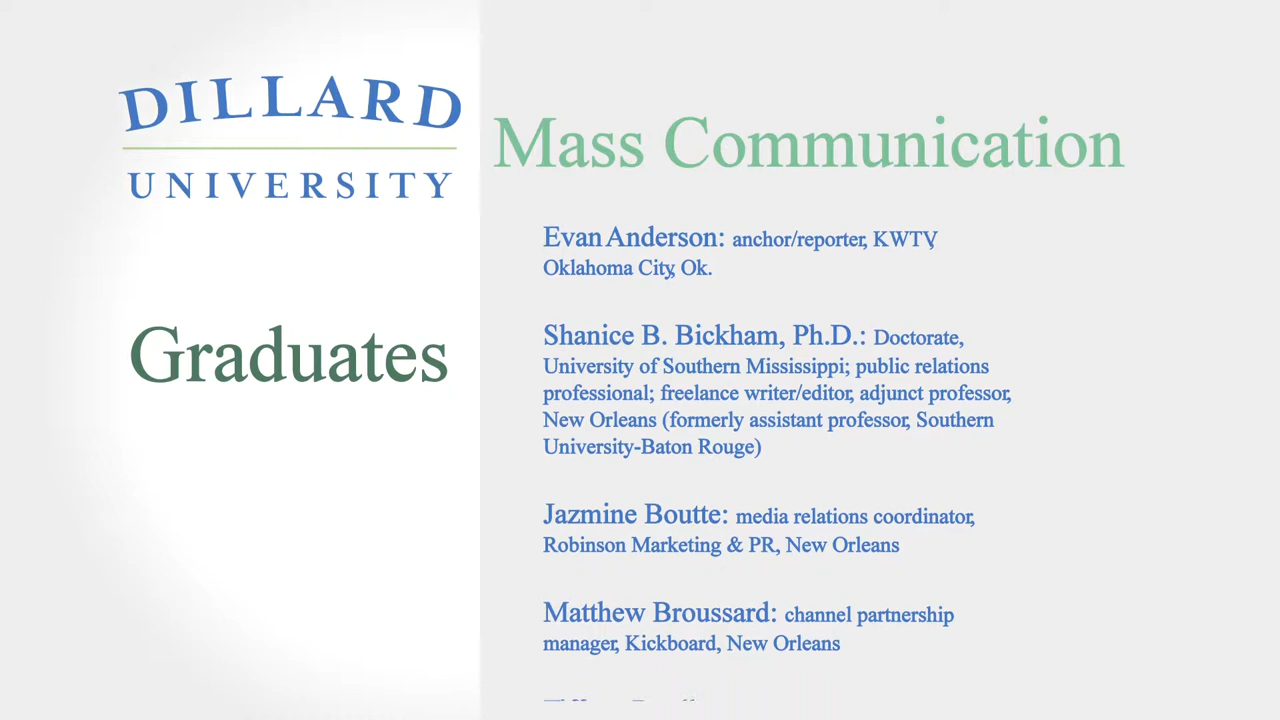 DILLARD
UNIVERSITY
Graduates
Mass Communication
Evan Anderson: anchor/reporter, KWTV,
Oklahoma City, Ok.
Shanice B. Bickham, Ph.D.: Doctorate,
University of Southern Mississippi; public relations
professional; freelance writer/editor, adjunct professor,
New Orleans (formerly assistant professor, Southern
University-Baton Rouge)
Jazmine Boutte: media relations coordinator,
Robinson Marketing & PR, New Orleans
Matthew Broussard: channel partnership
manager, Kickboard, New Orleans